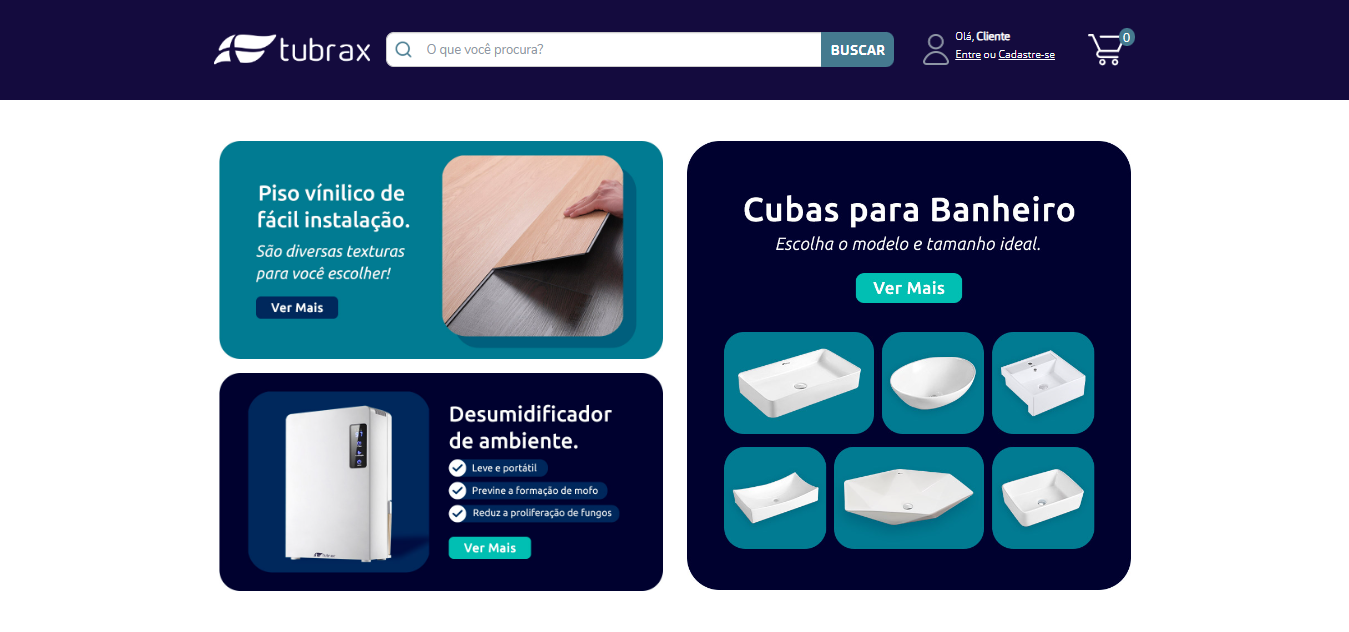 tubrax
O que você procura?
BUSCAR
Olá, Cliente
Entre ou Cadastre-se
0
Piso vínilico de
fácil instalação.
São diversas texturas
para você escolher!
Ver Mais
Desumidificador
de ambiente.
Leve e portátil
Previne a formação de mofo
Reduz a proliferação de fungos
Ver Mais
tubrax
Cubas para Banheiro
Escolha o modelo e tamanho ideal.
Ver Mais